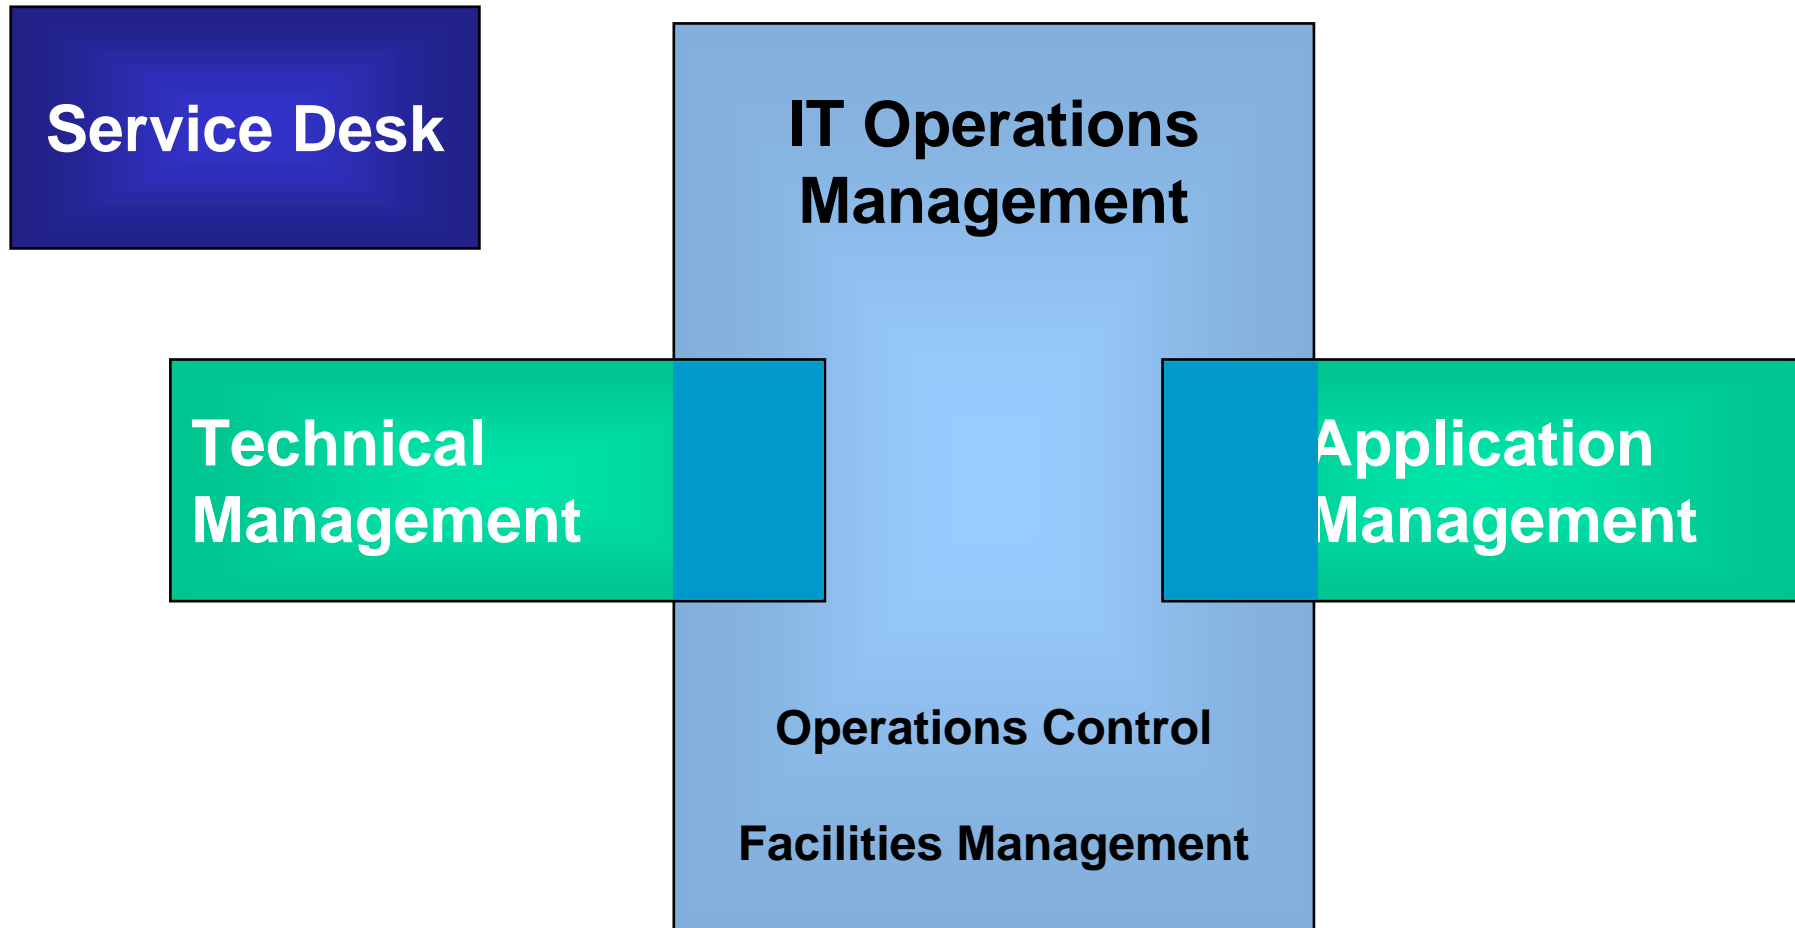 Service Desk
IT Operations
Management
Technical
Management
Application
Management
Operations Control
Facilities Management